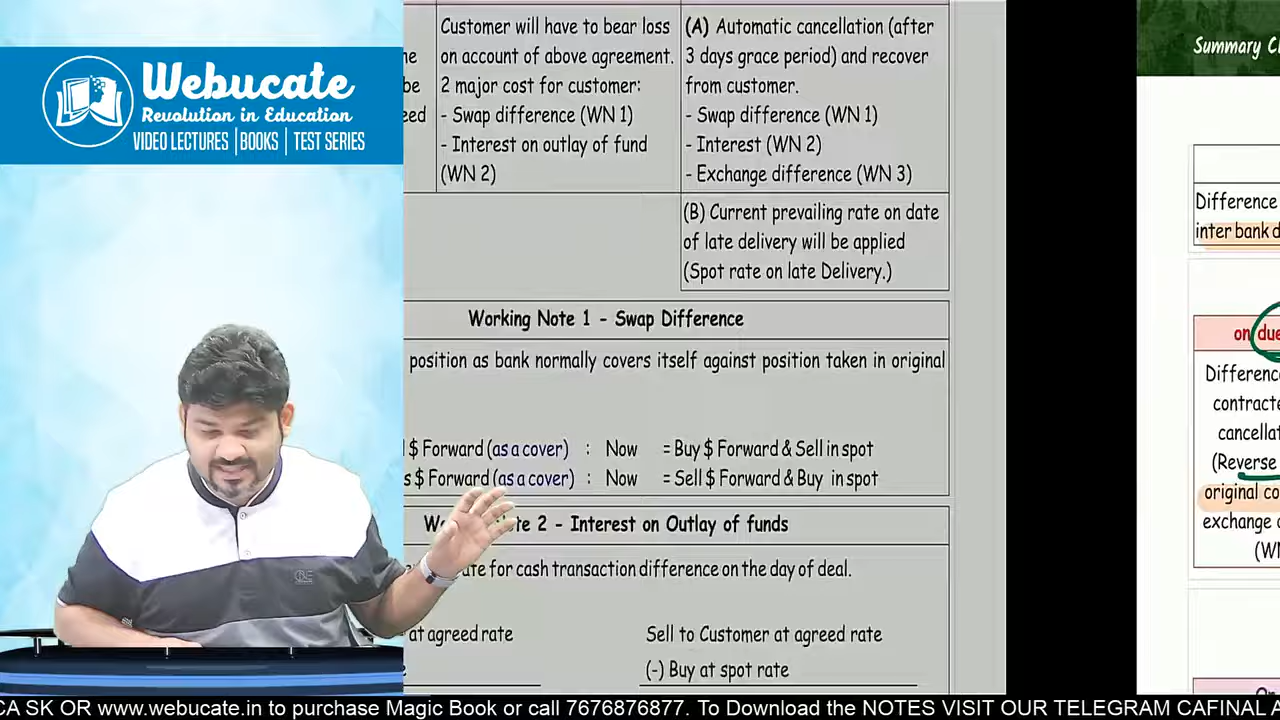 Webucate
Revolution in Education
VIDEO LECTURES | BOOKS | TEST SERIES
Customer will have to bear loss
on account of above agreement.
2 major cost for customer:
- Swap difference (WN 1)
- Interest on outlay of fund
(WN 2)
(A) Automatic cancellation (after
3 days grace period) and recover
from customer.
- Swap difference (WN 1)
- Interest (WN 2)
- Exchange difference (WN 3)
(B) Current prevailing rate on date
of late delivery will be applied
(Spot rate on late Delivery.)
Working Note 1 - Swap Difference
position as bank normally covers itself against position taken in original
$ Forward (as a cover) : Now = Buy $ Forward & Sell in spot
$ Forward (as a cover) : Now = Sell $ Forward & Buy in spot
2 - Interest on Outlay of funds
for cash transaction difference on the day of deal.
at agreed rate
Sell to Customer at agreed rate
(-) Buy at spot rate
Summary
Difference
inter bank
on due
Difference
(Reverse
original
exchange
CA SK OR www.webucate.in to purchase Magic Book or call 7676876877. To Download the NOTES VISIT OUR TELEGRAM CAFINAL